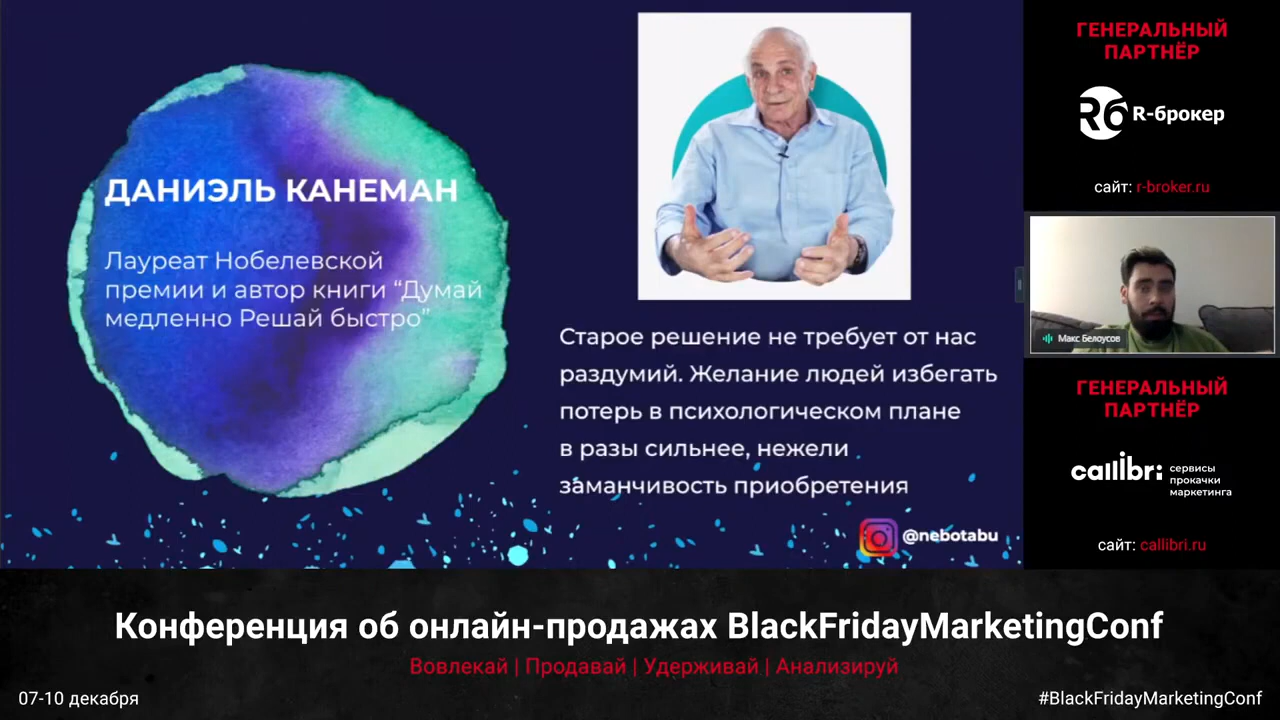 ДАНИЭЛЬ КАНЕМАН
Лауреат Нобелевской
премии и автор книги “Думай
медленно Решай быстро”
Старое решение не требует от нас
раздумий. Желание людей избегать
потерь в психологическом плане
в разы сильнее, нежели
заманчивость приобретения
@nebotabu
ГЕНЕРАЛЬНЫЙ
ПАРТНЁР
R6 R-брокер
сайт: r-broker.ru
Макс Белоусов
ГЕНЕРАЛЬНЫЙ
ПАРТНЁР
callibri
сервисы
прокачки
маркетинга
сайт: callibri.ru
Конференция об онлайн-продажах BlackFridayMarketingConf
Вовлекай | Продавай | Удерживай | Анализируй
07-10 декабря
#BlackFridayMarketingConf